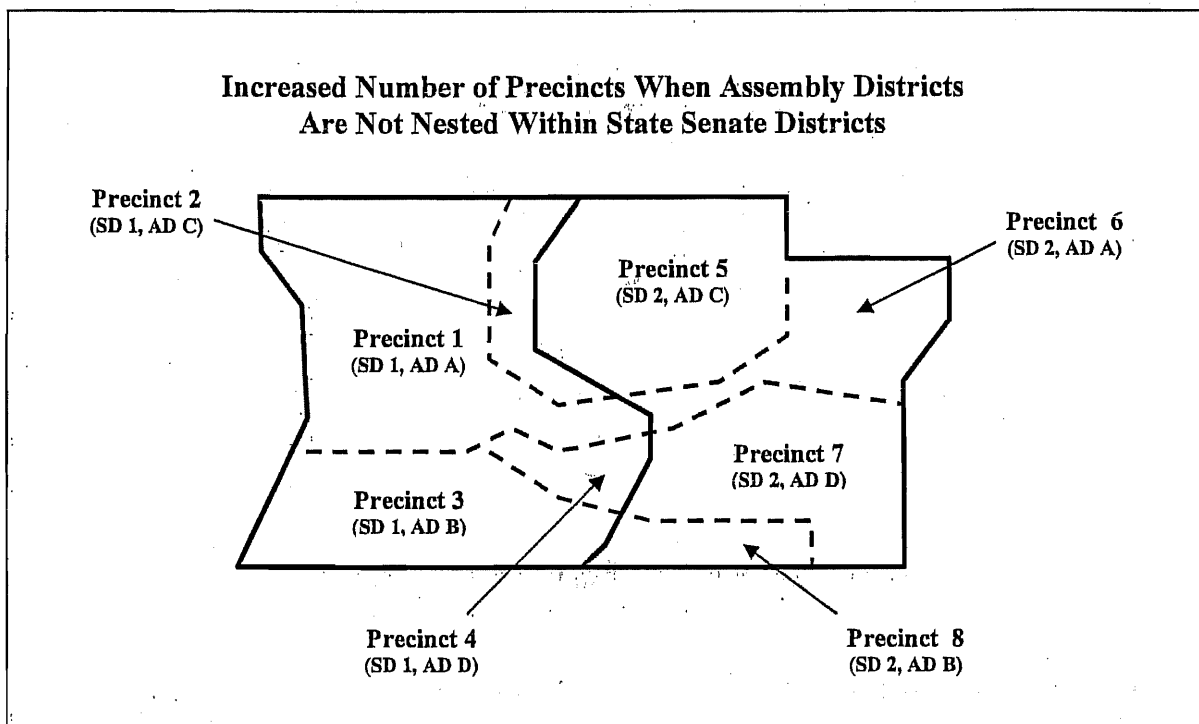 Increased Number of Precincts When Assembly Districts
Are Not Nested Within State Senate Districts
Precinct 2
(SD 1, AD C)
Precinct 6
(SD 2, AD A)
Precinct 5
(SD 2, AD C)
Precinct 1
(SD 1, AD A)
Precinct 7
(SD 2, AD D)
Precinct 3
(SD 1, AD B)
Precinct 4
(SD 1, AD D)
Precinct 8
(SD 2, AD B)